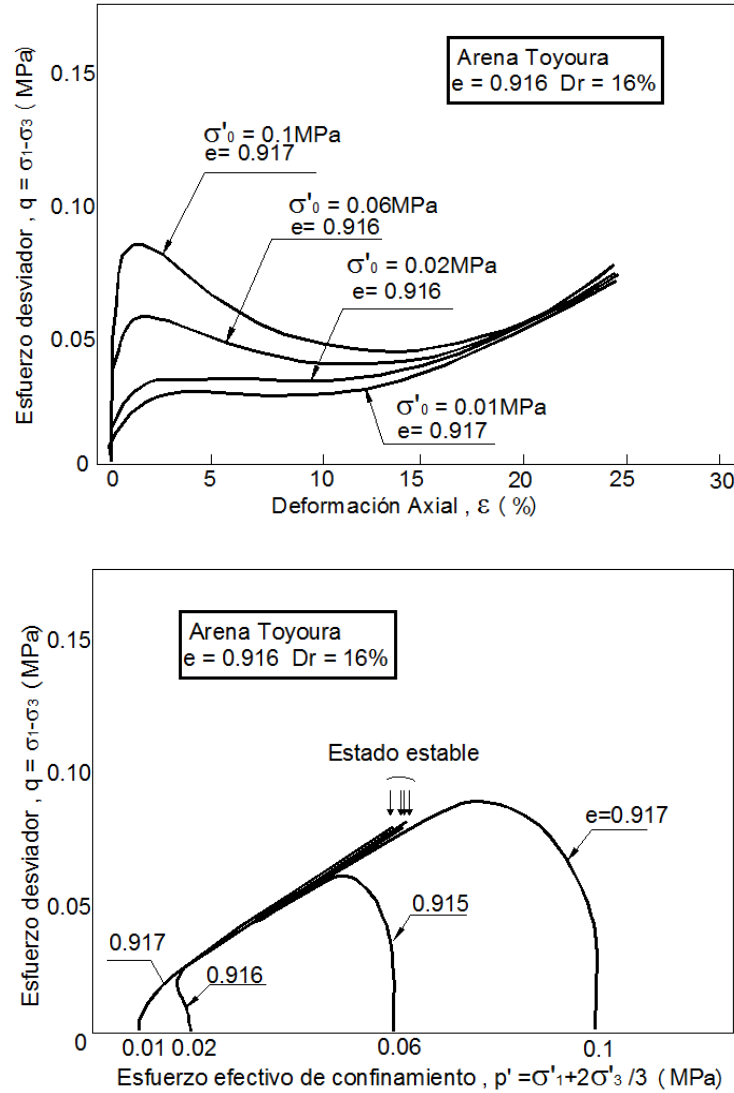 Esfuerzo desviador , q = σ1-σ3 ( MPa)
0.15
0.10
0.05
0
Arena Toyoura
e = 0.916 Dr = 16%
σ'0 = 0.1MPa
e= 0.917
σ'0 = 0.06MPa
e= 0.916
σ'0 = 0.02MPa
e= 0.916
σ'0 = 0.01MPa
e= 0.917
0 5 10 15 20 25 30
Deformación Axial , ε ( %)
Esfuerzo desviador , q = σ1-σ3 (MPa)
0.15
0.10
0.05
0
Arena Toyoura
e = 0.916 Dr = 16%
Estado estable
e=0.917
0.915
0.917
0.916
0.01 0.02 0.06 0.1
Esfuerzo efectivo de confinamiento , p' =σ'1+2σ'3 /3 ( MPa)